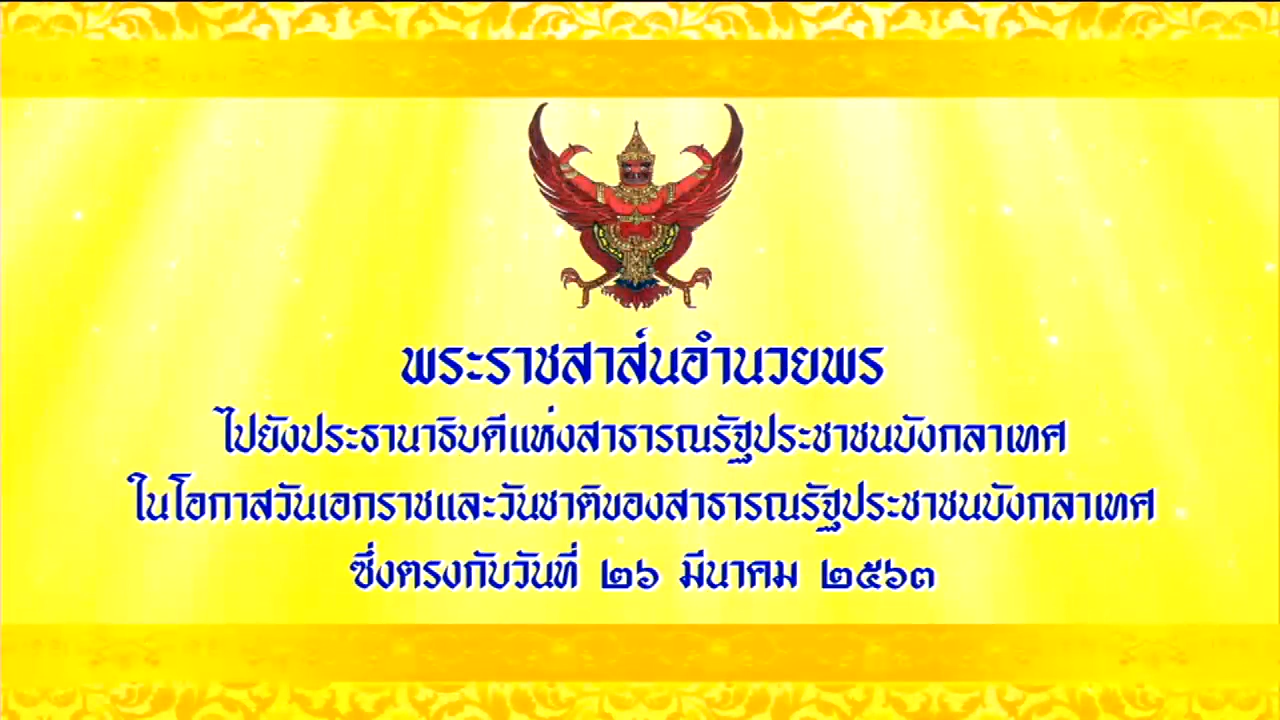 พระราชสาส์นอำนวยพร
ไปยังประธานาธิบดีแห่งสาธารณรัฐประชาชนบังกลาเทศ
ในโอกาสวันเอกราชและวันชาติของสาธารณรัฐประชาชนบังกลาเทศ
ซึ่งตรงกับวันที่ ๒๖ มีนาคม ๒๕๖๓